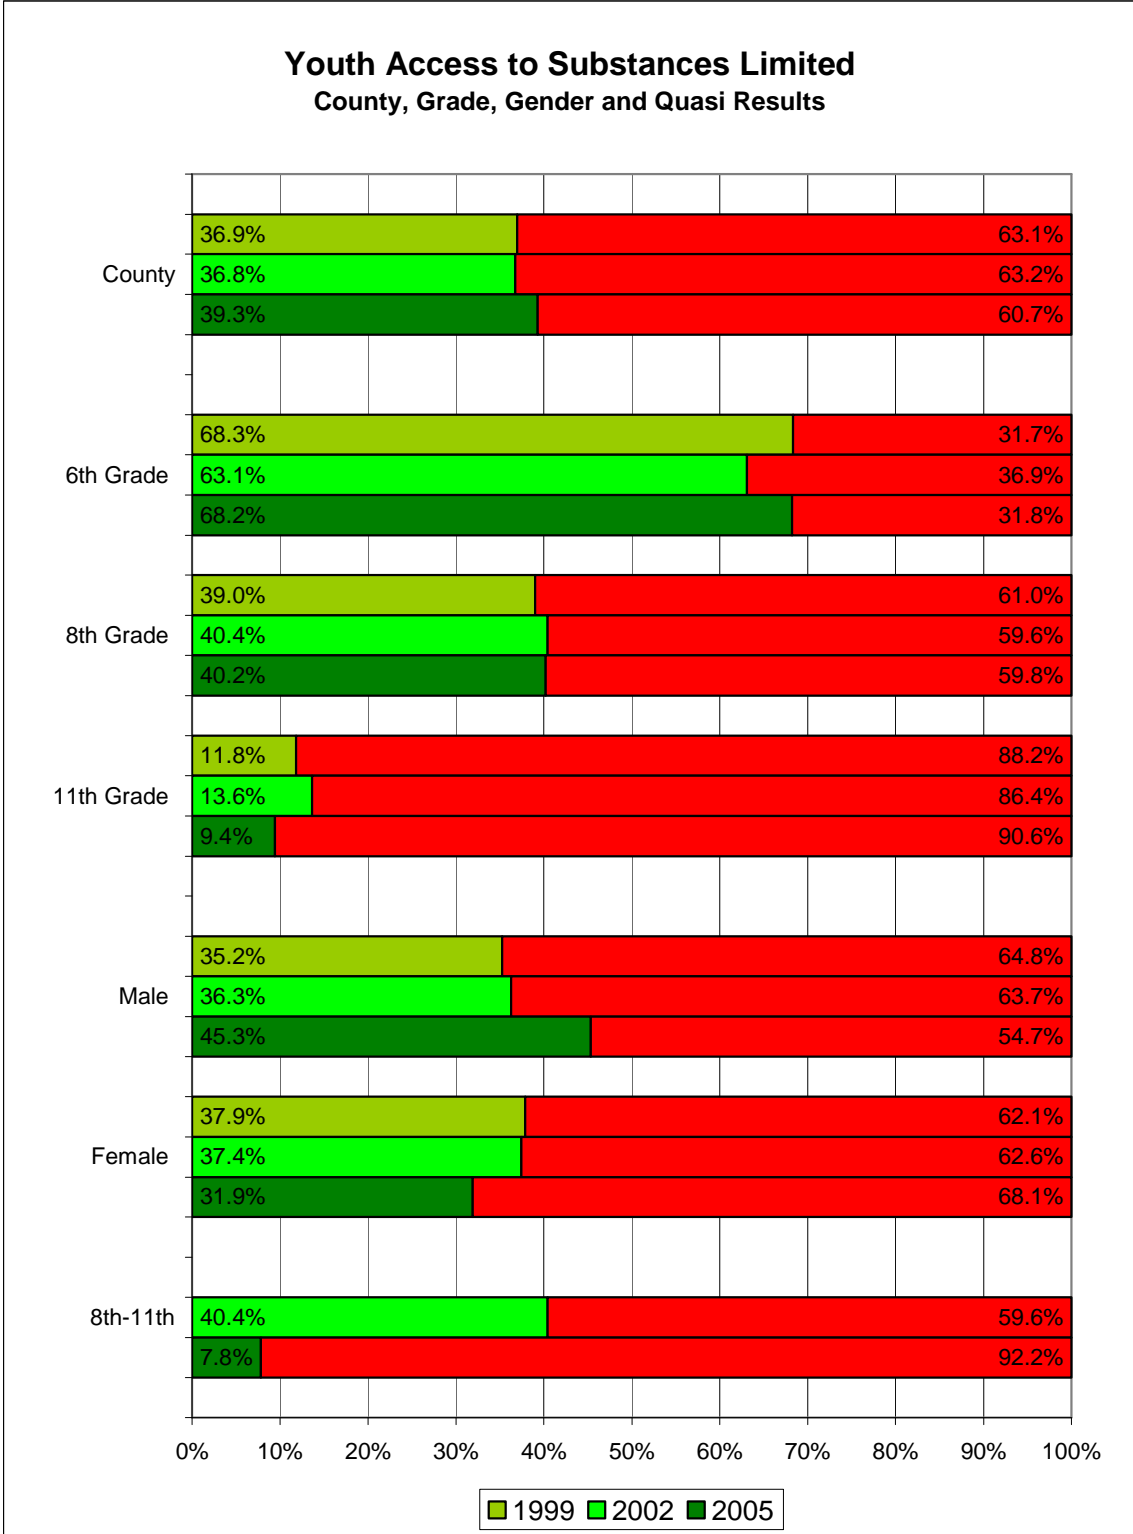 Youth Access to Substances Limited
County, Grade, Gender and Quasi Results
36.9% 63.1%
County 36.8% 63.2%
39.3% 60.7%
68.3% 31.7%
6th Grade 63.1% 36.9%
68.2% 31.8%
39.0% 61.0%
8th Grade 40.4% 59.6%
40.2% 59.8%
11.8% 88.2%
11th Grade 13.6% 86.4%
9.4% 90.6%
35.2% 64.8%
Male 36.3% 63.7%
45.3% 54.7%
37.9% 62.1%
Female 37.4% 62.6%
31.9% 68.1%
8th-11th 40.4% 59.6%
7.8% 92.2%
0% 10% 20% 30% 40% 50% 60% 70% 80% 90% 100%
1999 2002 2005